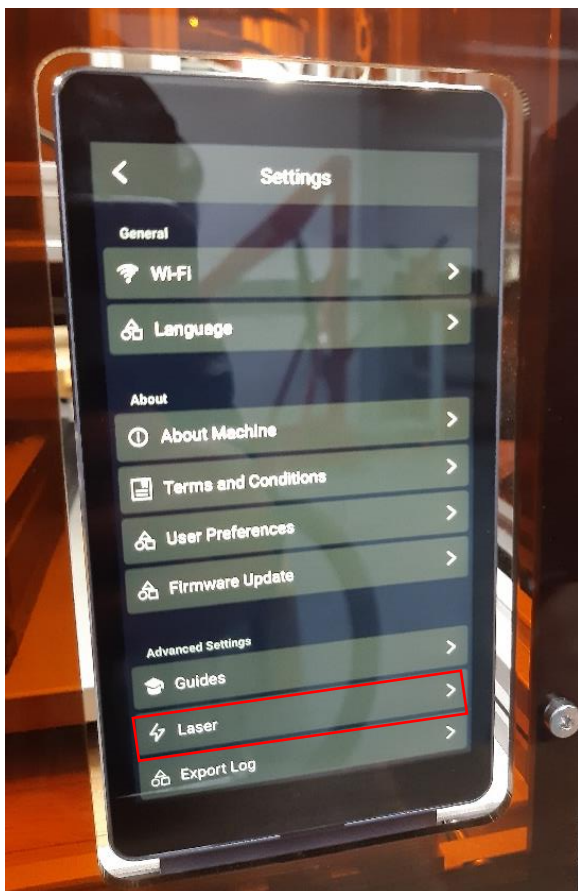 Settings
General
Wi-Fi
Language
About
About Machine
Terms and Conditions
User Preferences
Firmware Update
Advanced Settings
Guides
Laser
Export Log